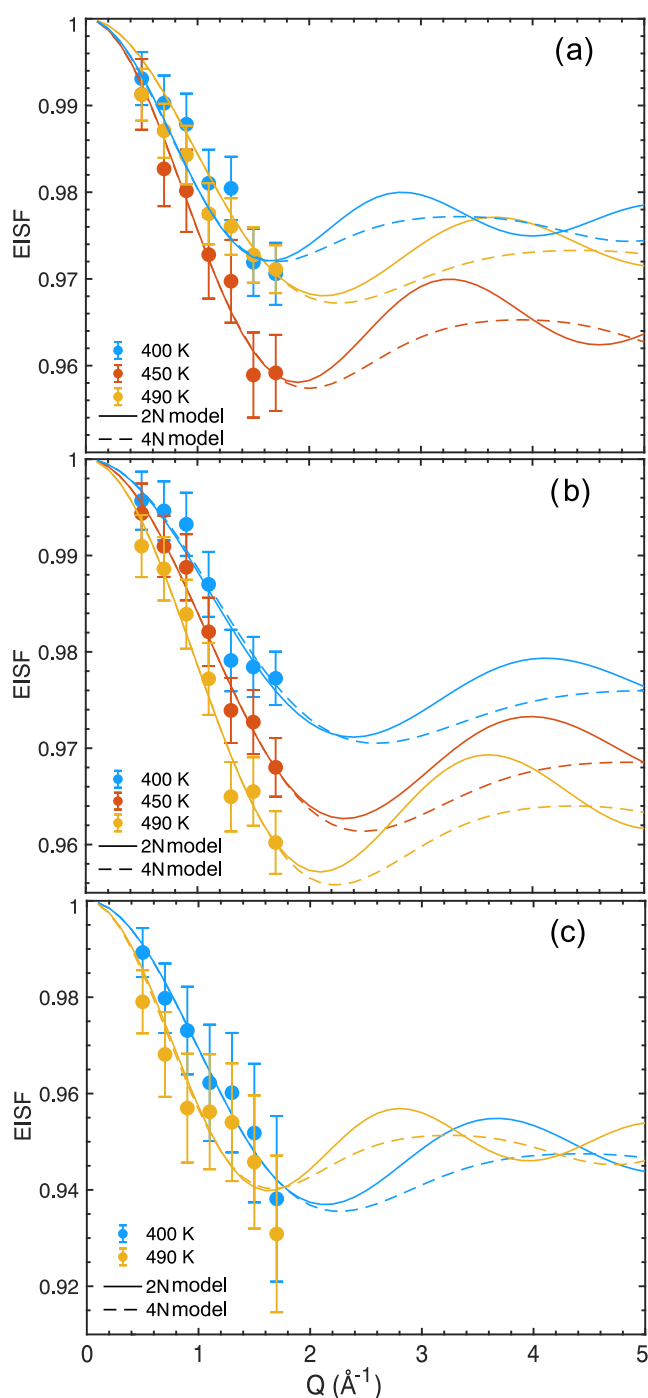 1
(a)
0.99
0.98
EISF
0.97
0.96
400 K
450 K
490 K
2N model
4N model
1
(b)
0.99
0.98
EISF
0.97
0.96
400 K
450 K
490 K
2N model
4N model
1
(c)
0.98
0.96
EISF
0.94
0.92
400 K
490 K
2N model
4N model
0 1 2 3 4 5
Q (Å⁻¹)